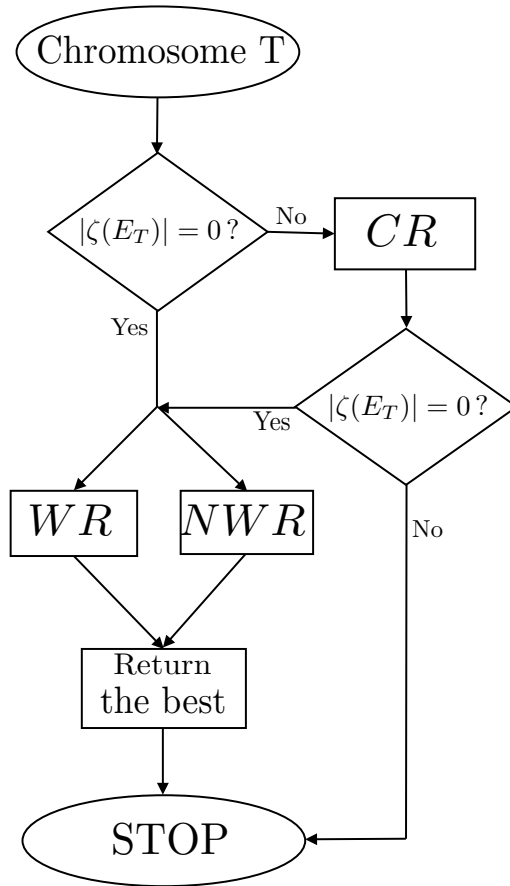 Chromosome T
|ζ(E_T)| = 0 ?
No
CR
Yes
|ζ(E_T)| = 0 ?
Yes
WR
NWR
No
Return
the best
STOP